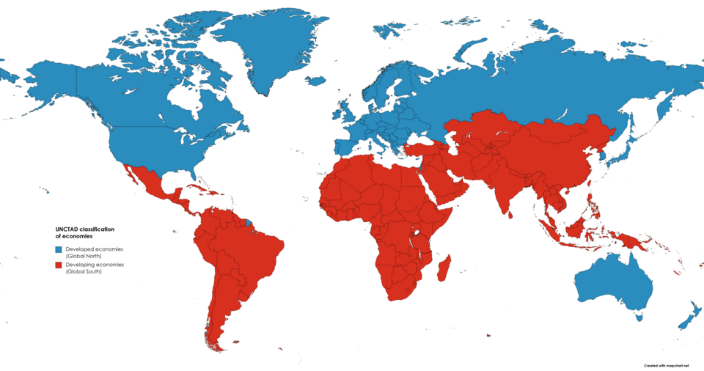 UNCTAD classification
of economies
Developed economies
(Global North)
Developing economies
(Global South)
Created with mapchart.net